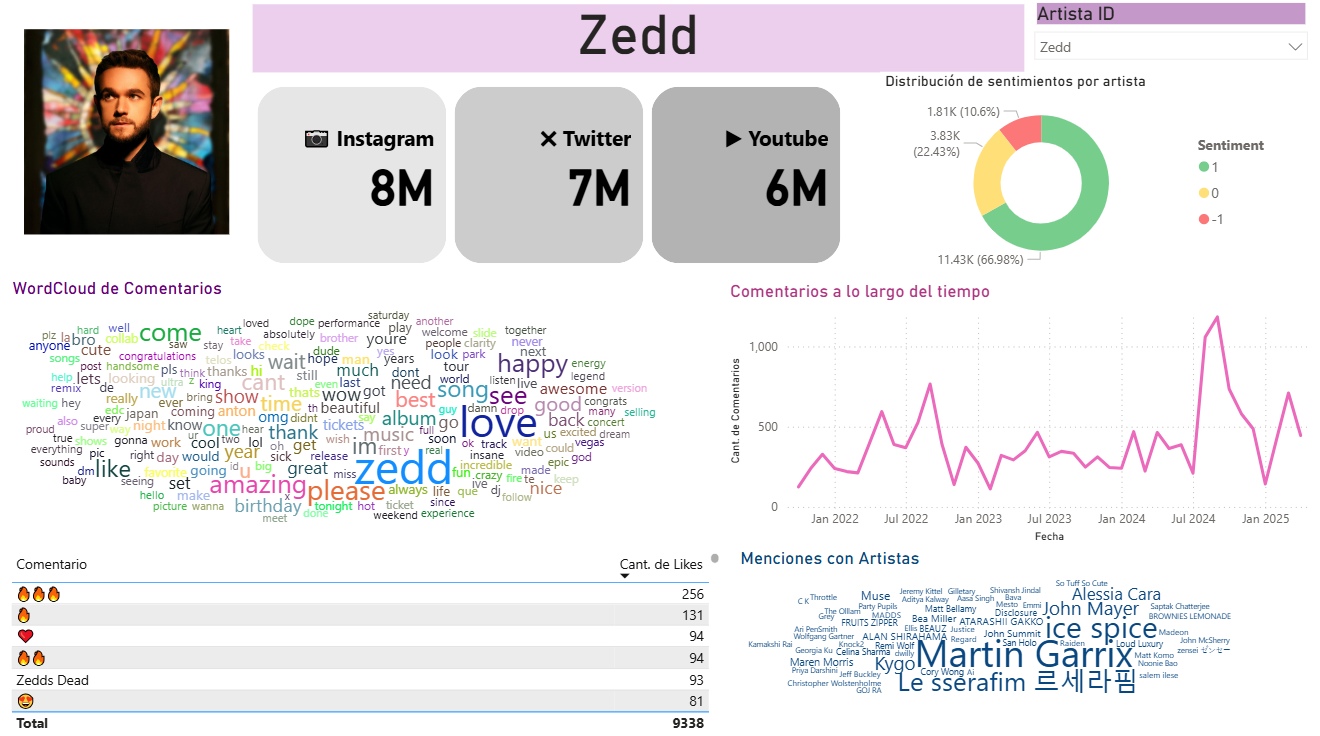 Zedd
Artista ID
Zedd
📷 Instagram
8M
✕ Twitter
7M
▶ Youtube
6M
Distribución de sentimientos por artista
1.81K (10.6%)
3.83K
(22.43%)
11.43K (66.98%)
Sentiment
1
0
-1
WordCloud de Comentarios
saturday
loved dope performance play another
hard well come heart absolutely brother youre welcome slide together
plz la bro collab saw stay take check people clarity never
anyone cute congratulations looks wait dude hope man yes years look park happy next energy
songs post handsome telos tour
help lets looking pls think thanks hi still much dont world listen live legend
remix de new ultra z king cant even last wow got need song see awesome version
waiting hey really ever bring show time thats th beautiful best guy damn drop good congrats many selling
edc japan coming anton omg didnt say tickets album go back concert
proud also super every way night know one hear thank wish music full soon love us excited dream
true shows gonna work ur cool two lol oh get im first y ok track want vegas
everything pic right day would sick year release real insane video could god
sounds dm like favorite going id u big great miss zedd fun incredible epic
baby seeing set amazing please always life crazy fire te made keep
hello make birthday x que ive dj nice
picture wanna tonight hot ticket since follow
meet done weekend experience
Comentarios a lo largo del tiempo
Cant. de Comentarios
1,000
500
0
Jan 2022 Jul 2022 Jan 2023 Jul 2023 Jan 2024 Jul 2024 Jan 2025
Fecha
Comentario Cant. de Likes
🔥🔥🔥 256
🔥 131
❤️ 94
🔥🔥 94
Zedds Dead 93
😍 81
Total 9338
Menciones con Artistas
So Tuff So Cute
Jeremy Kittel Gilletary Shivansh Jindal
C K Throttle Muse Aditya Kalway Aasa Singh Bava Alessia Cara
Party Pupils Matt Bellamy Mesto Emmi John Mayer Saptak Chatterjee
The Olllam MADDS Disclosure
Grey FRUITS ZIPPER Bea Miller ATARASHII GAKKO BROWNIES LEMONADE
Ari PenSmith Ellis BEAUZ Justice ice spice
Wolfgang Gartner ALAN SHIRAHAMA Regard John Summit Madeon
Kamakshi Rai Knock2 Remi Wolf San Holo Raiden Loud Luxury John McSherry
Georgia Ku Celina Sharma dwilly Martin Garrix Matt Komo zensei ゼンセー
Maren Morris Kygo Noonie Bao
Priya Darshini Jeff Buckley Cory Wong Ai salem ilese
Christopher Wolstenholme Le sserafim 르세라핌
GOJ RA